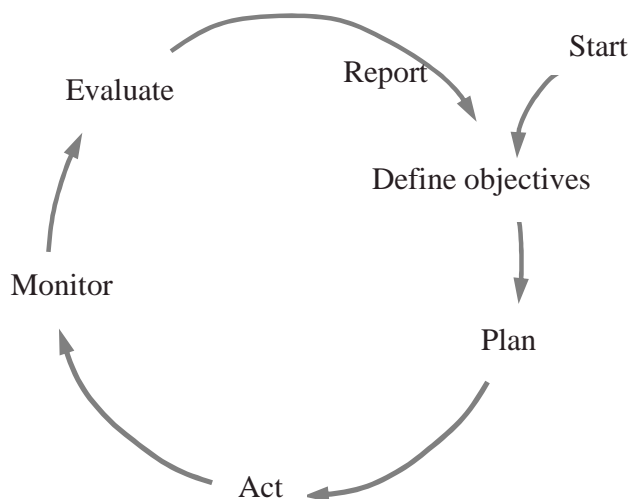 Start
Report
Evaluate
Define objectives
Monitor
Plan
Act